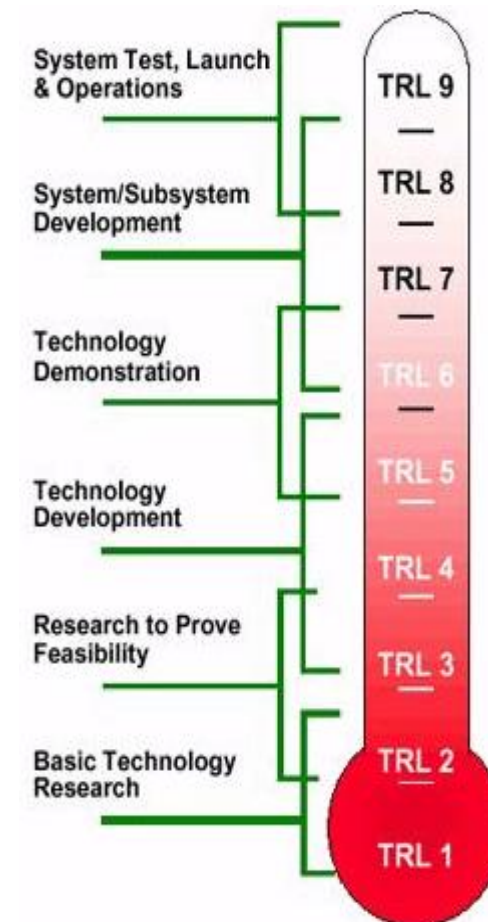 System Test, Launch
& Operations
System/Subsystem
Development
Technology
Demonstration
Technology
Development
Research to Prove
Feasibility
Basic Technology
Research
TRL 9
TRL 8
TRL 7
TRL 6
TRL 5
TRL 4
TRL 3
TRL 2
TRL 1